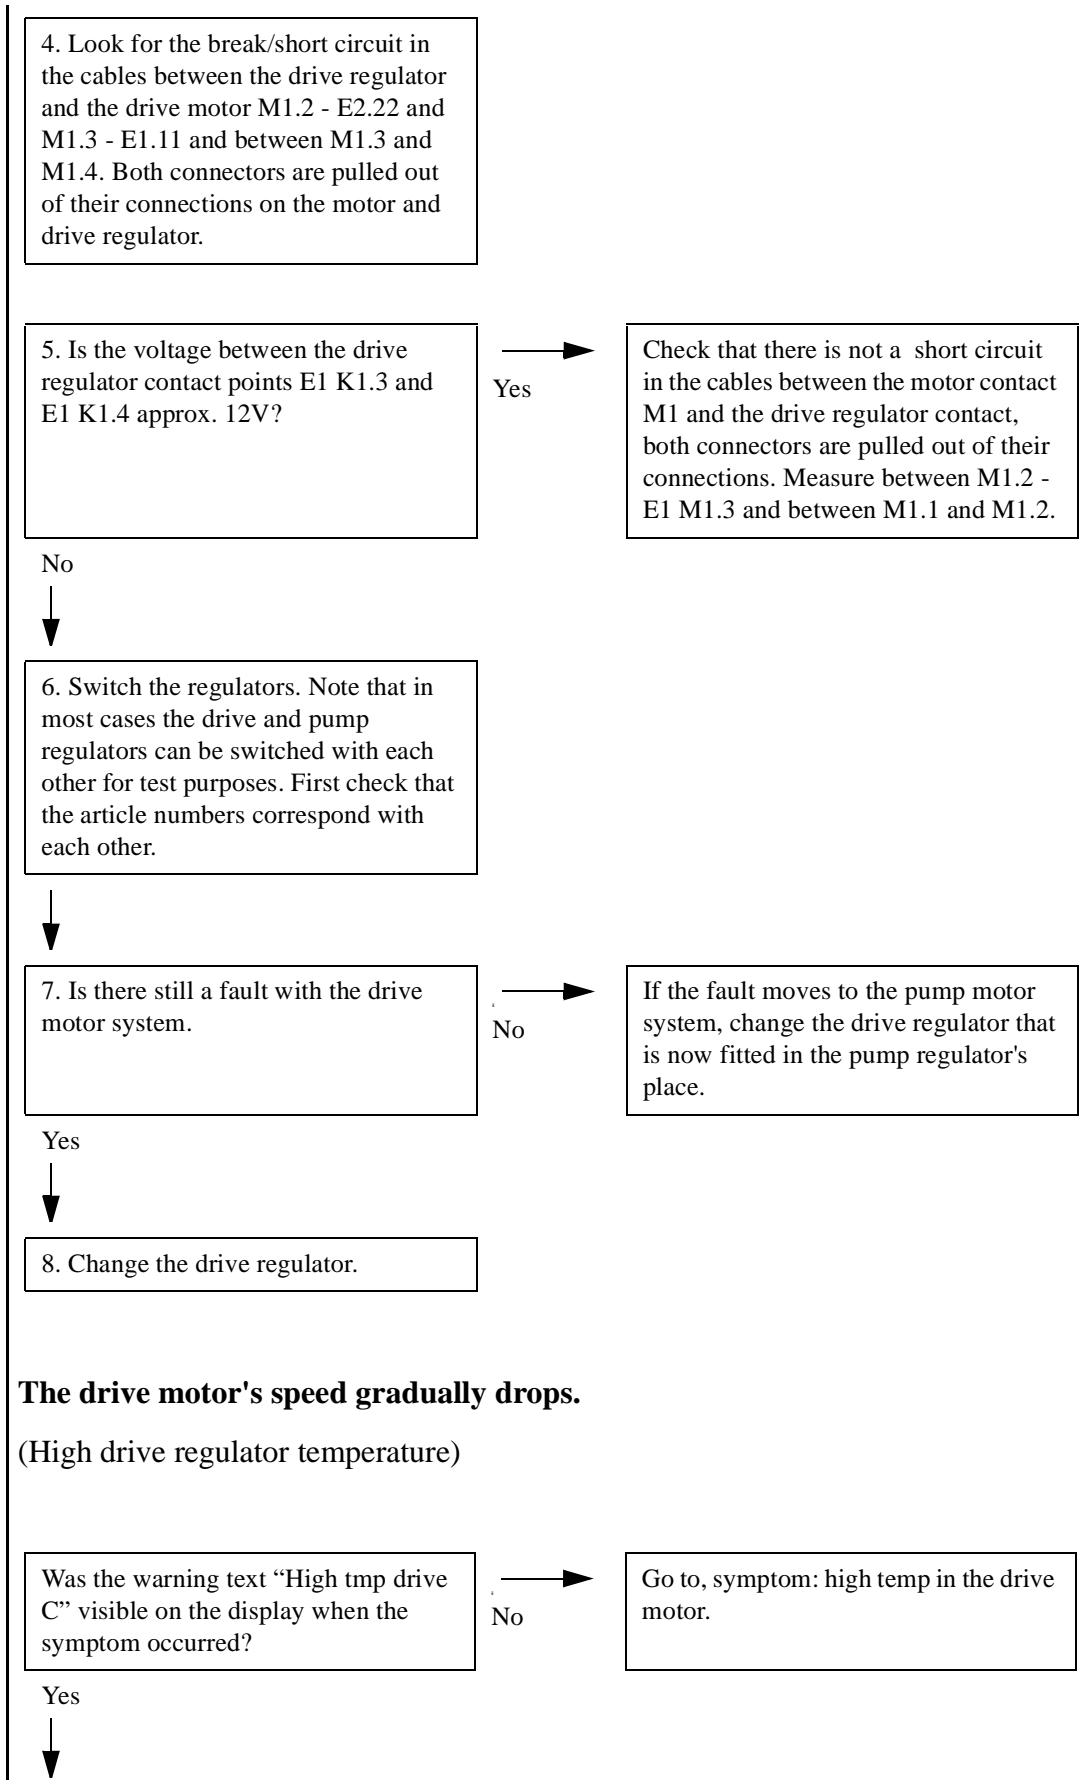 4. Look for the break/short circuit in
the cables between the drive regulator
and the drive motor M1.2 - E2.22 and
M1.3 - E1.11 and between M1.3 and
M1.4. Both connectors are pulled out
of their connections on the motor and
drive regulator.
5. Is the voltage between the drive
regulator contact points E1 K1.3 and
E1 K1.4 approx. 12V?
Yes
Check that there is not a  short circuit
in the cables between the motor contact
M1 and the drive regulator contact,
both connectors are pulled out of their
connections. Measure between M1.2 -
E1 M1.3 and between M1.1 and M1.2.
No
6. Switch the regulators. Note that in
most cases the drive and pump
regulators can be switched with each
other for test purposes. First check that
the article numbers correspond with
each other.
7. Is there still a fault with the drive
motor system.
No
If the fault moves to the pump motor
system, change the drive regulator that
is now fitted in the pump regulator's
place.
Yes
8. Change the drive regulator.
The drive motor's speed gradually drops.
(High drive regulator temperature)
Was the warning text “High tmp drive
C” visible on the display when the
symptom occurred?
No
Go to, symptom: high temp in the drive
motor.
Yes